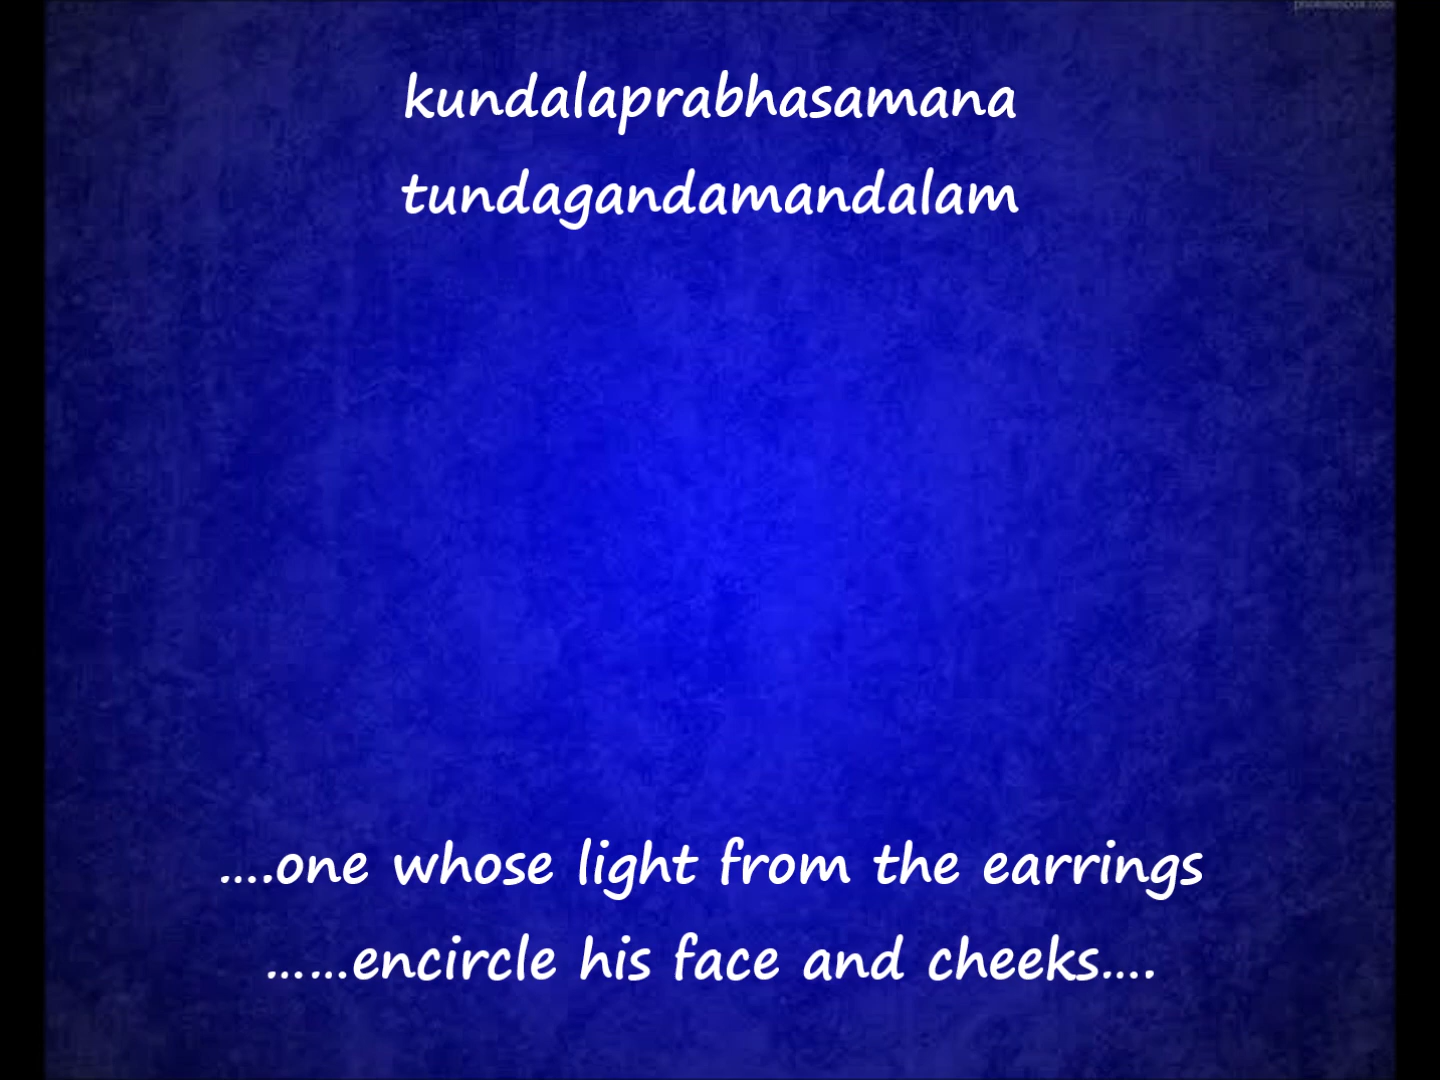 kundalaprabhasamana
tundagandamandalam
....one whose light from the earrings
......encircle his face and cheeks....